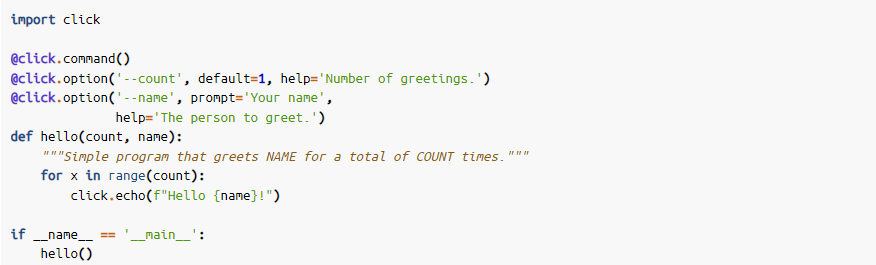 import click

@click.command()
@click.option('--count', default=1, help='Number of greetings.')
@click.option('--name', prompt='Your name',
              help='The person to greet.')
def hello(count, name):
    """Simple program that greets NAME for a total of COUNT times."""
    for x in range(count):
        click.echo(f"Hello {name}!")

if __name__ == '__main__':
    hello()